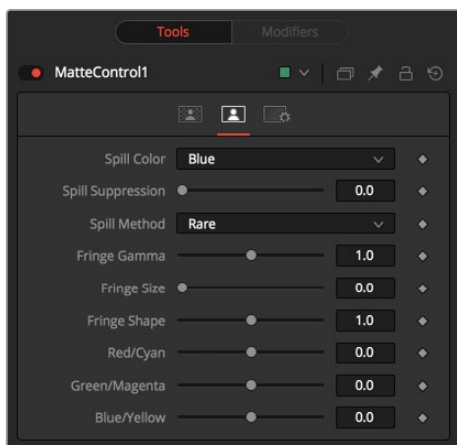 Tools Modifiers
MatteControl1
Spill Color Blue
Spill Suppression 0.0
Spill Method Rare
Fringe Gamma 1.0
Fringe Size 0.0
Fringe Shape 1.0
Red/Cyan 0.0
Green/Magenta 0.0
Blue/Yellow 0.0